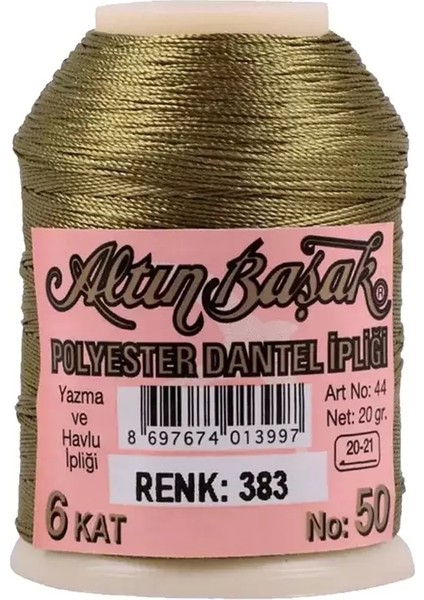 Altın Başak ®
POLYESTER DANTEL İPLİĞİ
Yazma
ve
Havlu
İpliği
8 697674 013997
Art No: 44
Net: 20 gr.
20-21
RENK: 383
6 KAT
No: 50